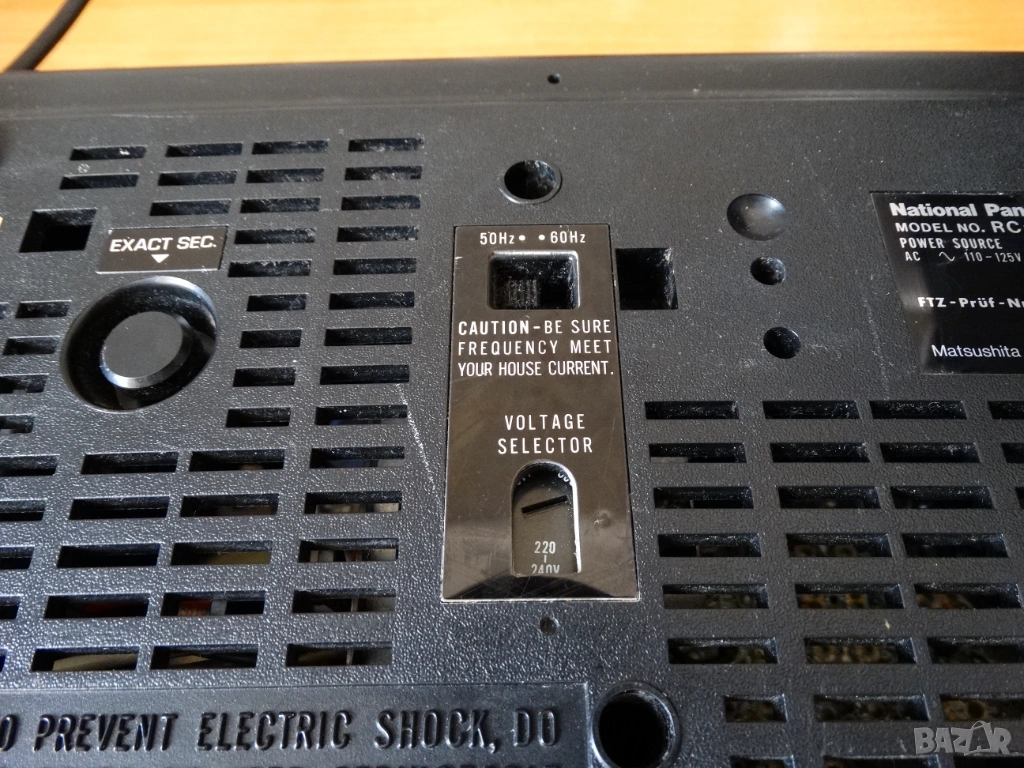 EXACT SEC.
50Hz • • 60Hz
CAUTION-BE SURE
FREQUENCY MEET
YOUR HOUSE CURRENT.
VOLTAGE
SELECTOR
220
240V
National Pan
MODEL NO. RC
POWER SOURCE
AC ∿ 110-125V
FTZ-Prüf-Nr
Matsushita
O PREVENT ELECTRIC SHOCK, DO
BAZAR